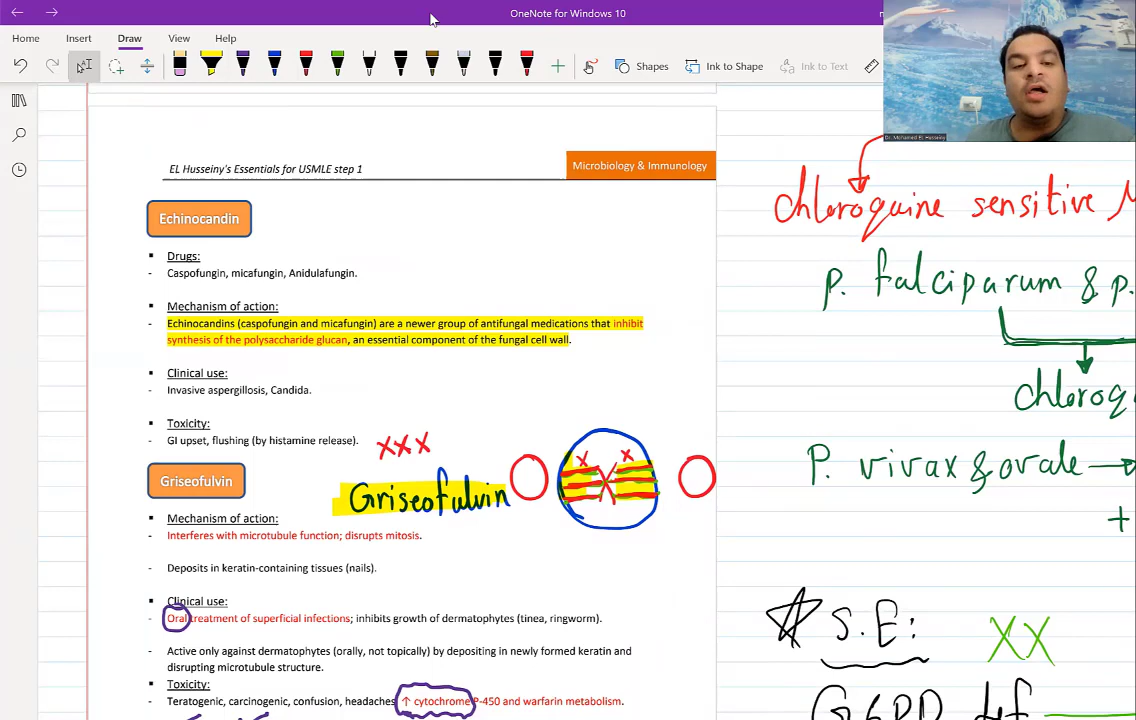 OneNote for Windows 10
Home Insert Draw View Help
Shapes Ink to Shape Ink to Text
Dr. Mohamed EL Husseiny
EL Husseiny's Essentials for USMLE step 1
Microbiology & Immunology
Echinocandin
Drugs:
- Caspofungin, micafungin, Anidulafungin.
Mechanism of action:
- Echinocandins (caspofungin and micafungin) are a newer group of antifungal medications that inhibit
synthesis of the polysaccharide glucan, an essential component of the fungal cell wall.
Clinical use:
- Invasive aspergillosis, Candida.
Toxicity:
- GI upset, flushing (by histamine release).
XXX
Griseofulvin
Griseofulvin
X X
Mechanism of action:
- Interferes with microtubule function; disrupts mitosis.
- Deposits in keratin-containing tissues (nails).
Clinical use:
- Oral treatment of superficial infections; inhibits growth of dermatophytes (tinea, ringworm).
- Active only against dermatophytes (orally, not topically) by depositing in newly formed keratin and
disrupting microtubule structure.
Toxicity:
- Teratogenic, carcinogenic, confusion, headaches ↑ cytochrome P-450 and warfarin metabolism.
chloroquine sensitive
P. falciparum & p.
chloroq
P. vivax & ovale →
+
S.E: XX
G6PD def